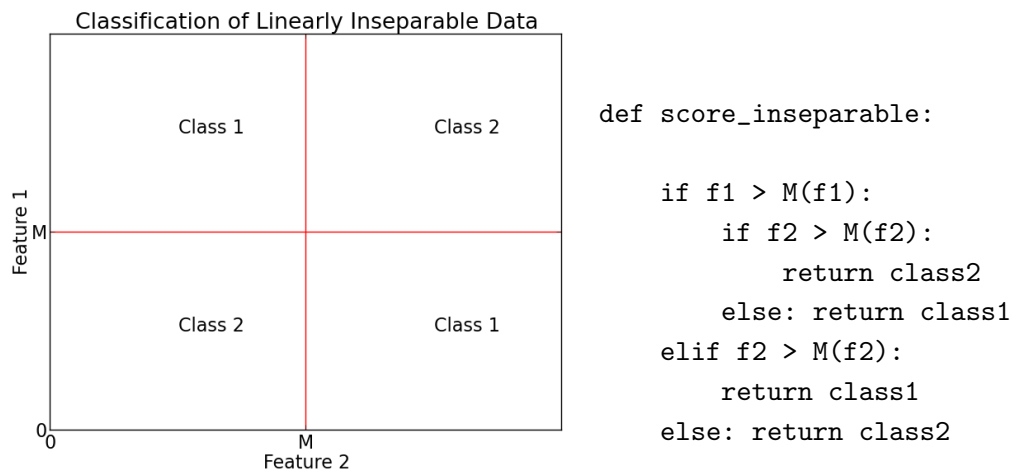 Classification of Linearly Inseparable Data
Class 1
Class 2
Feature 1
M
Class 2
Class 1
0
0
M
Feature 2
def score_inseparable:
if f1 > M(f1):
if f2 > M(f2):
return class2
else: return class1
elif f2 > M(f2):
return class1
else: return class2